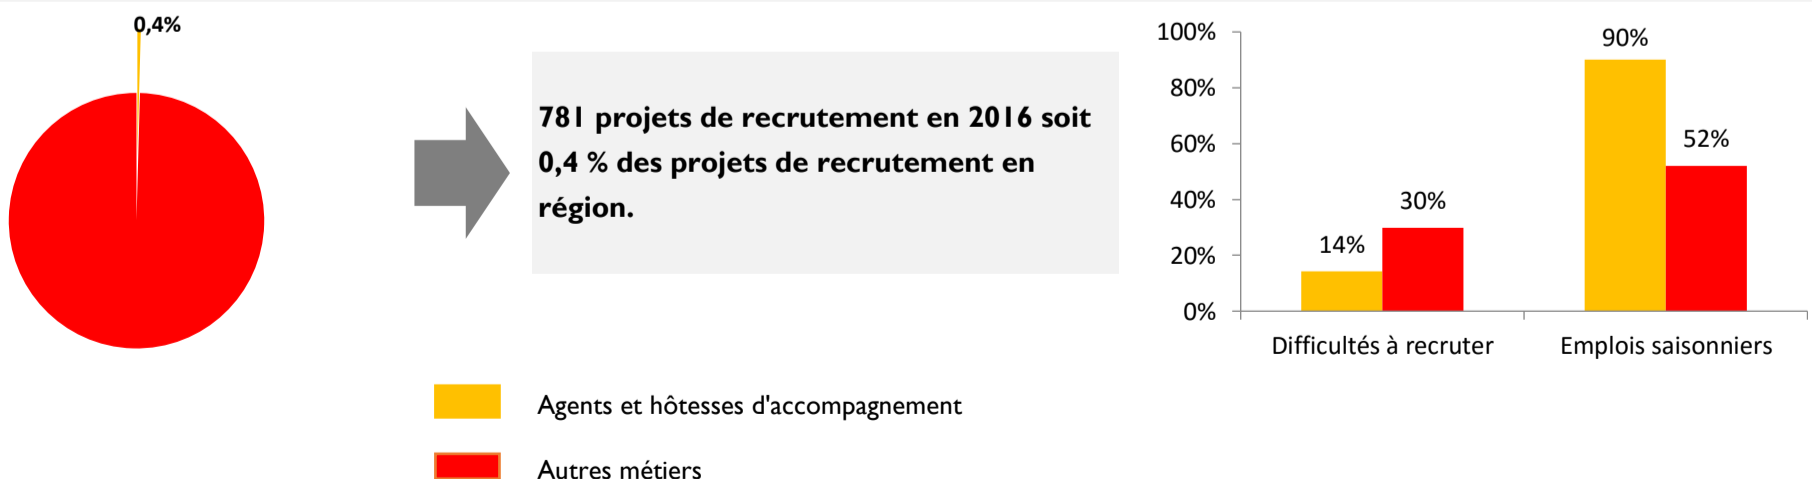 0,4%
781 projets de recrutement en 2016 soit
0,4 % des projets de recrutement en
région.
100%
80%
60%
40%
20%
0%
14%
30%
90%
52%
Difficultés à recruter
Emplois saisonniers
Agents et hôtesses d'accompagnement
Autres métiers